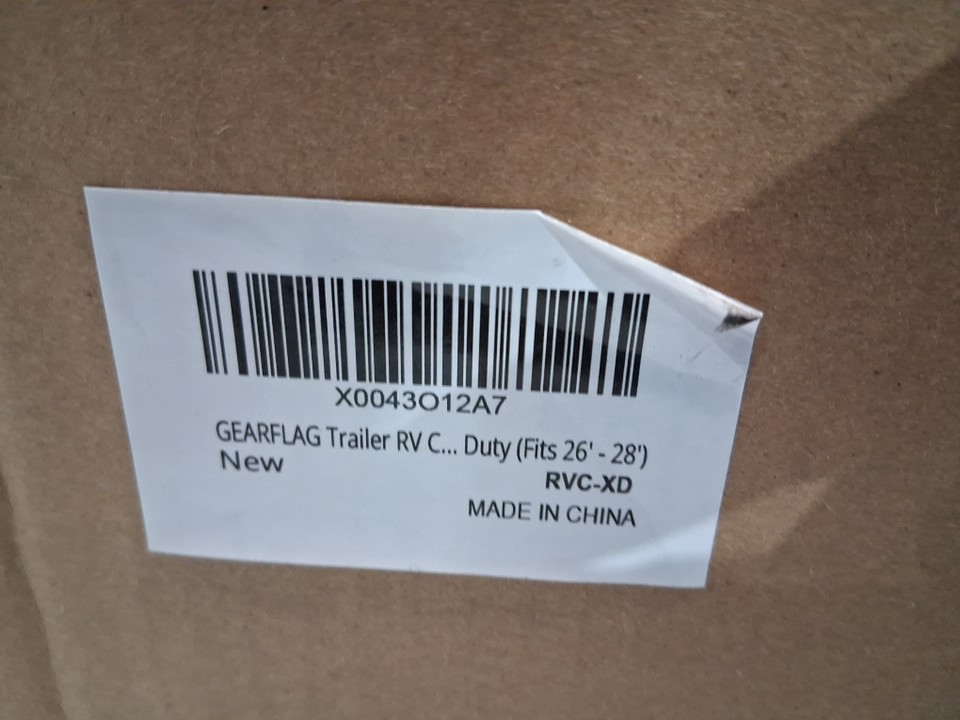 X0043O12A7
GEARFLAG Trailer RV C... Duty (Fits 26' - 28')
New
RVC-XD
MADE IN CHINA